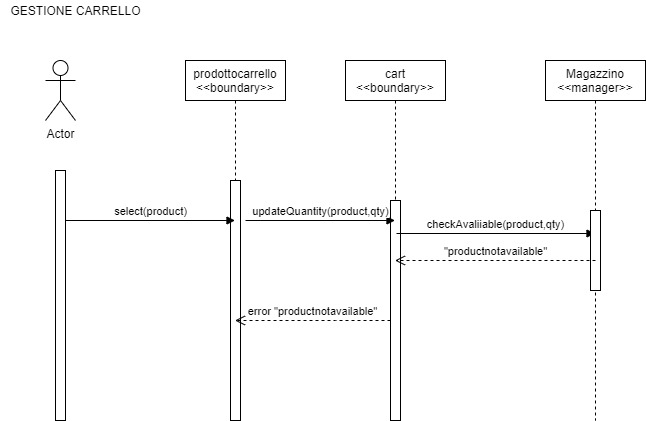 GESTIONE CARRELLO
prodottocarrello
<<boundary>>
cart
<<boundary>>
Magazzino
<<manager>>
Actor
select(product)
updateQuantity(product,qty)
checkAvaliiable(product,qty)
"productnotavailable"
error "productnotavailable"